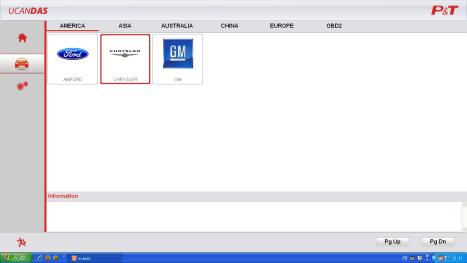 UCANDAS
P&T
AMERICA ASIA AUSTRALIA CHINA EUROPE OBD2
Ford
CHRYSLER
GM
AMFORD
CHRYSLER
GM
Information
Pg Up
Pg Dn